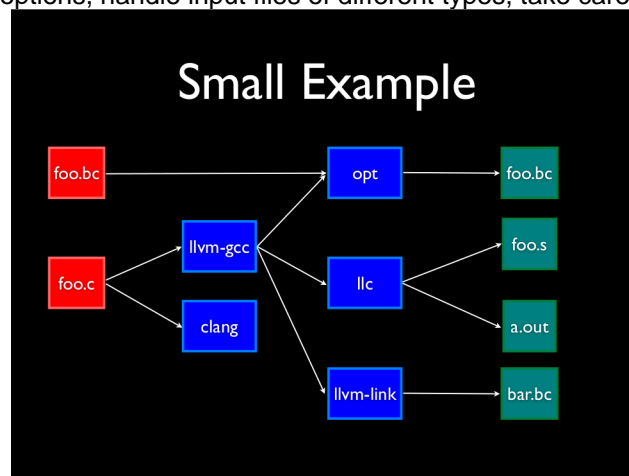 options, handle input files of different types, take care
Small Example
foo.bc
opt
foo.bc
llvm-gcc
foo.s
foo.c
llc
clang
a.out
llvm-link
bar.bc